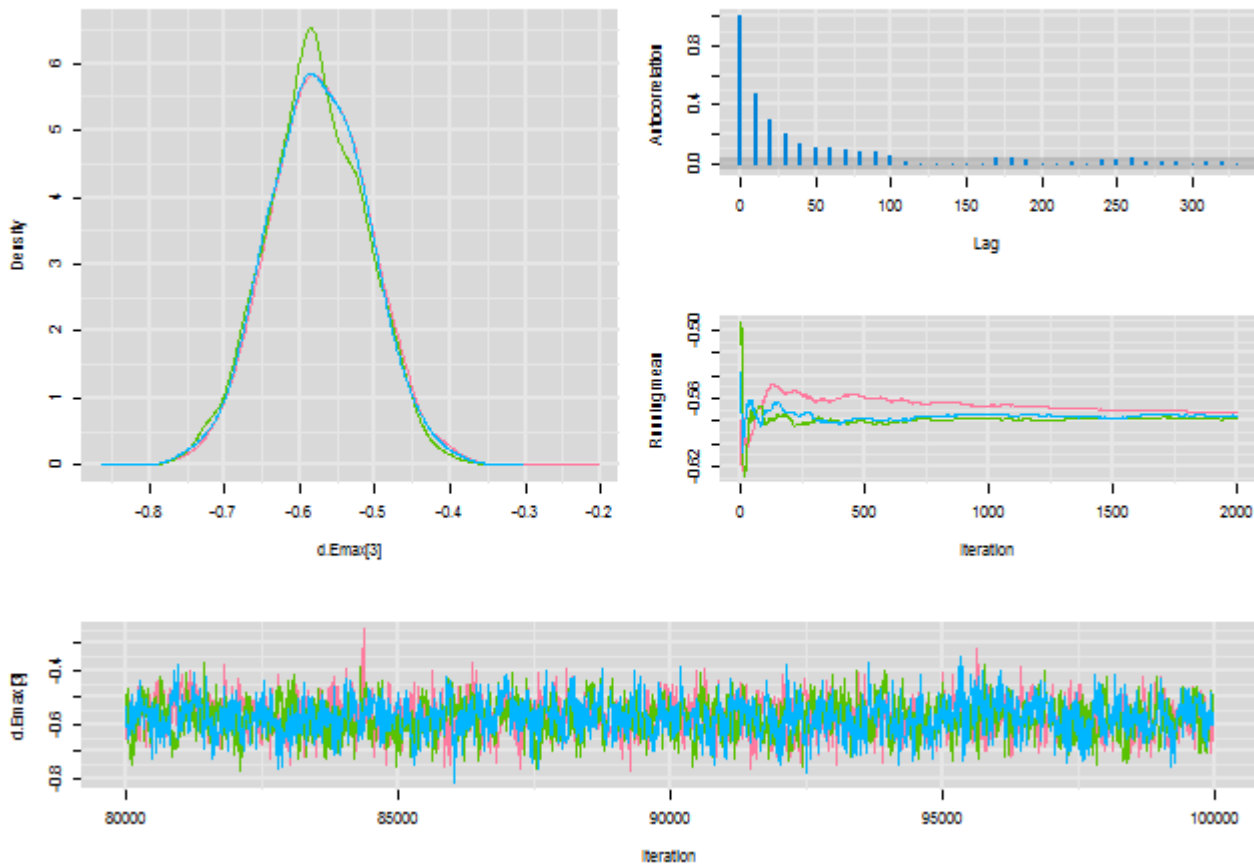 Density
6
5
4
3
2
1
0
-0.8 -0.7 -0.6 -0.5 -0.4 -0.3 -0.2
d.Emax[3]
Autocorrelation
0.8
0.4
0.0
0 50 100 150 200 250 300
Lag
Running mean
-0.50
-0.56
-0.62
0 500 1000 1500 2000
Iteration
d.Emax[3]
-0.4
-0.6
-0.8
80000 85000 90000 95000 100000
Iteration